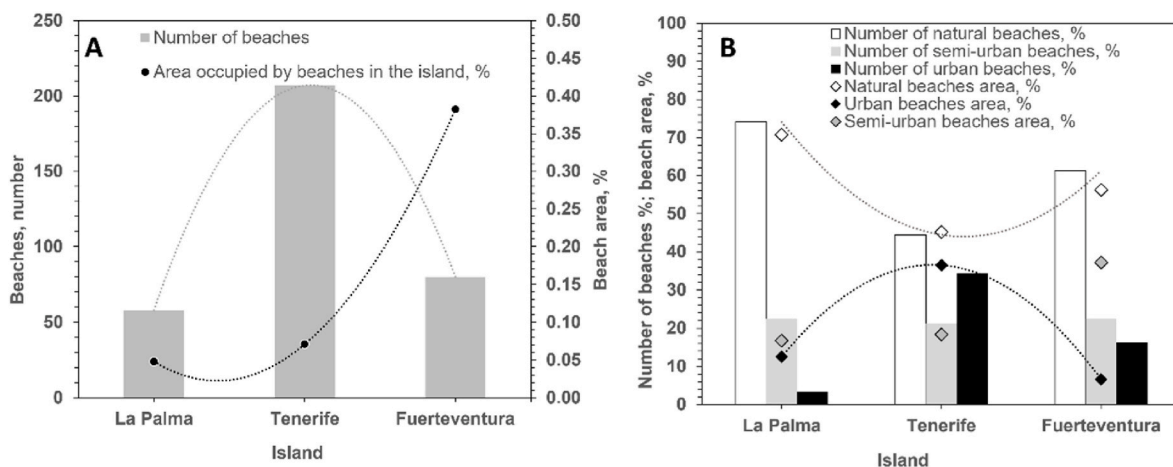 A
Number of beaches
Area occupied by beaches in the island, %
250
200
150
100
50
0
Beaches, number
0.50
0.45
0.40
0.35
0.30
0.25
0.20
0.15
0.10
0.05
0.00
Beach area, %
La Palma Tenerife Fuerteventura
Island
B
Number of natural beaches, %
Number of semi-urban beaches, %
Number of urban beaches, %
Natural beaches area, %
Urban beaches area, %
Semi-urban beaches area, %
100
90
80
70
60
50
40
30
20
10
0
Number of beaches %; beach area, %
La Palma Tenerife Fuerteventura
Island